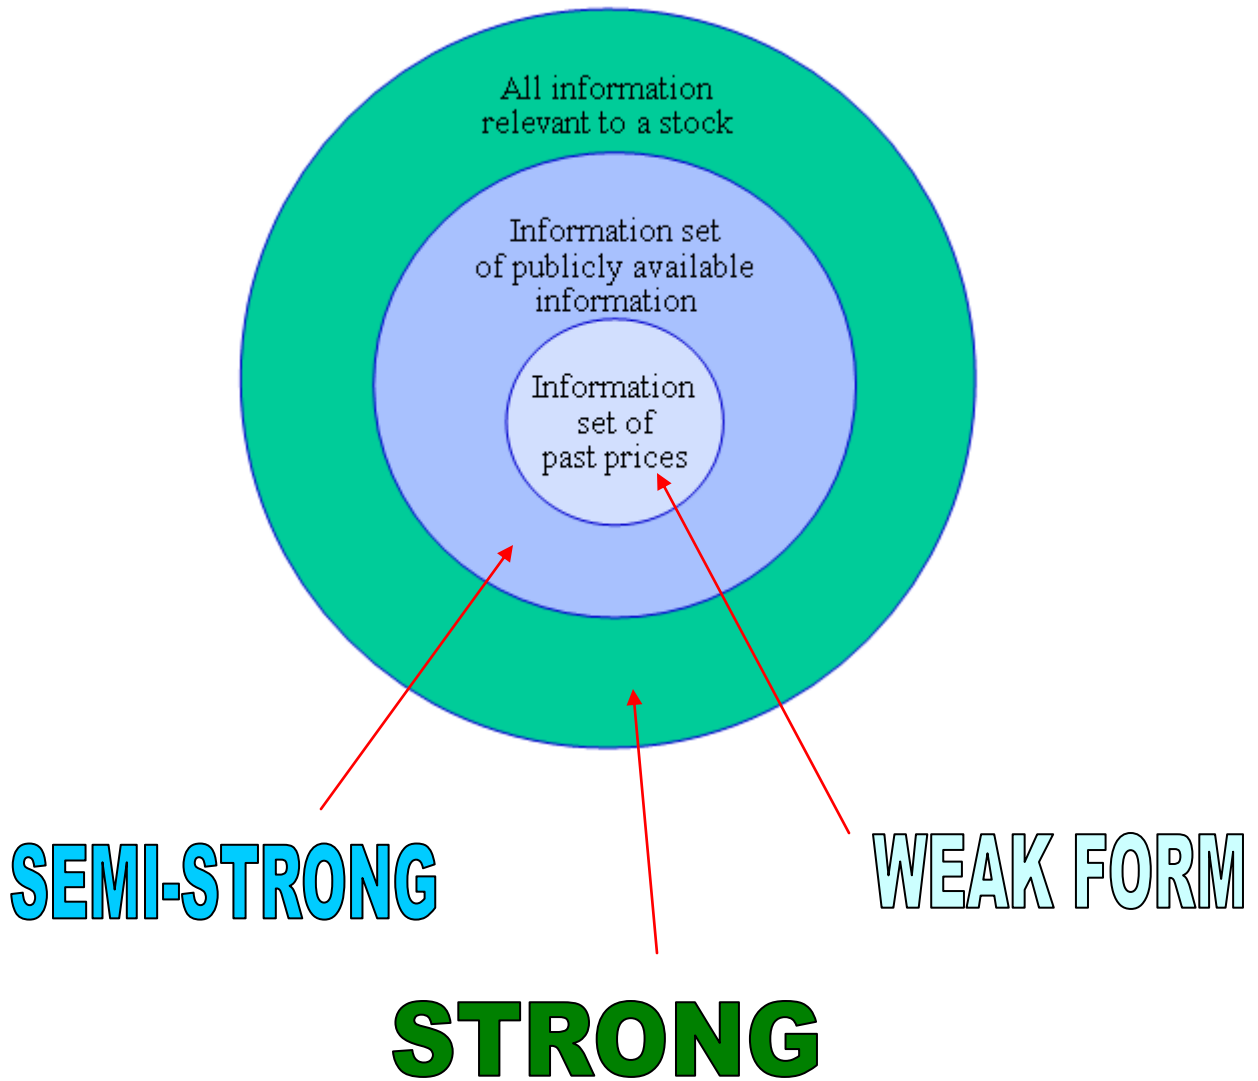 All information
relevant to a stock
Information set
of publicly available
information
Information
set of
past prices
SEMI-STRONG
WEAK FORM
STRONG